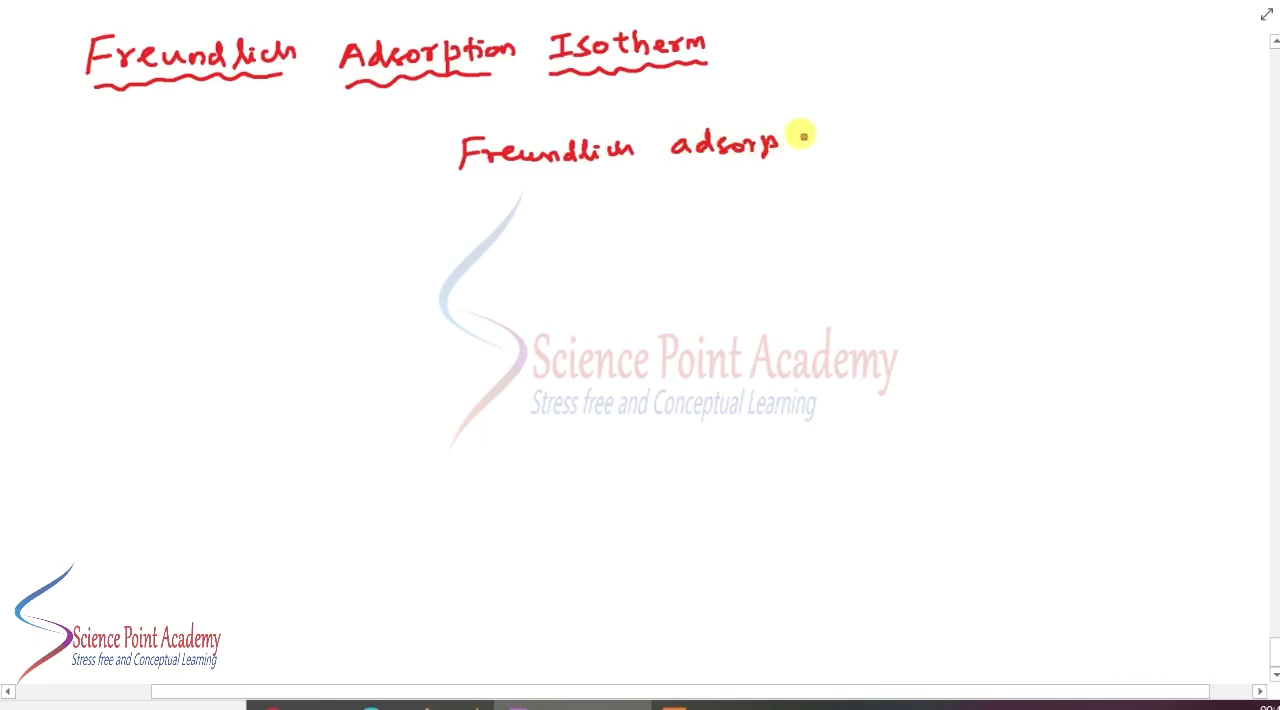 Freundlich Adsorption Isotherm
Freundlich adsorp
Science Point Academy
Stress free and Conceptual Learning
Science Point Academy
Stress free and Conceptual Learning